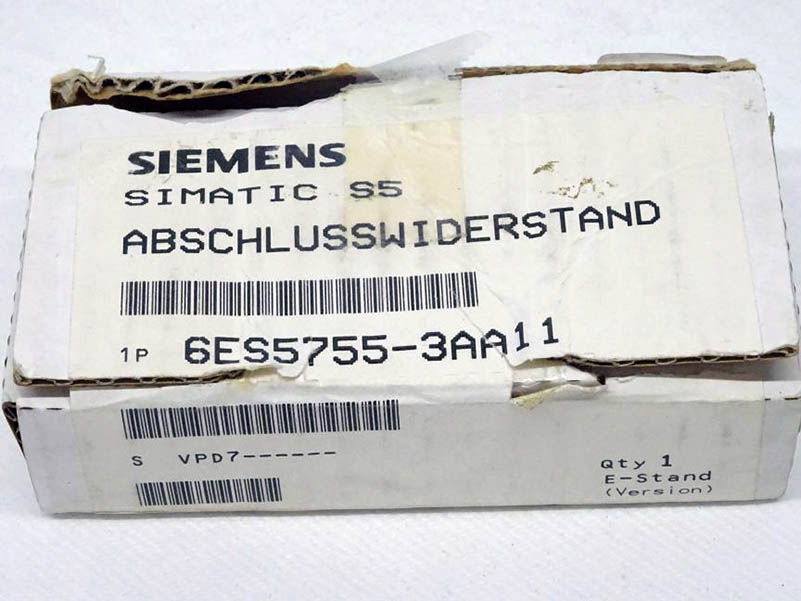 SIEMENS
SIMATIC S5
ABSCHLUSSWIDERSTAND
1P 6ES5755-3AA11
S VPD7------
Qty 1
E-Stand
(Version)